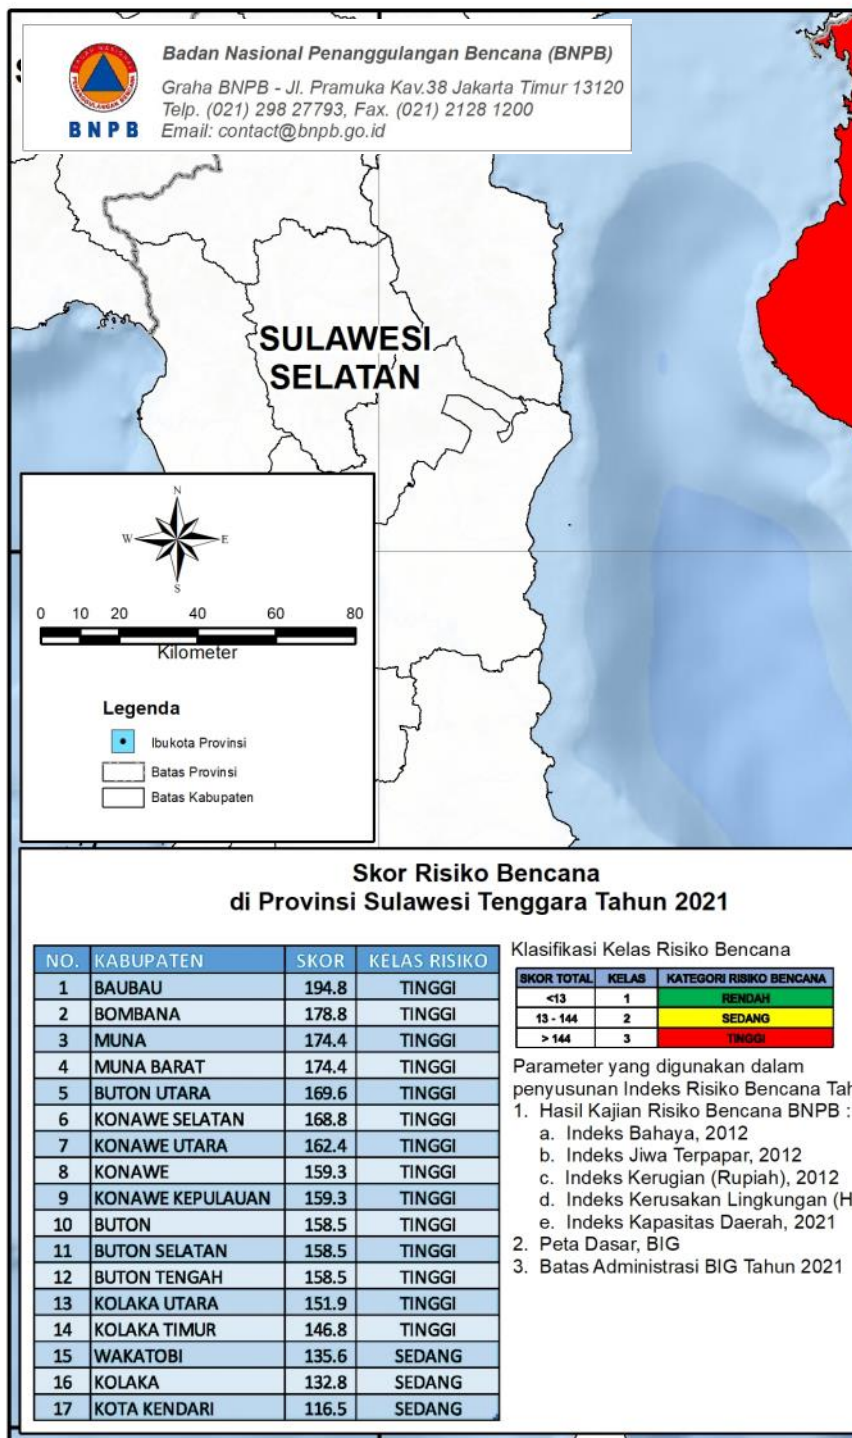 Badan Nasional Penanggulangan Bencana (BNPB)
Graha BNPB - Jl. Pramuka Kav.38 Jakarta Timur 13120
Telp. (021) 298 27793, Fax. (021) 2128 1200
Email: contact@bnpb.go.id
BNPB
SULAWESI
SELATAN
N
W E
S
0 10 20 40 60 80
Kilometer
Legenda
Ibukota Provinsi
Batas Provinsi
Batas Kabupaten
Skor Risiko Bencana
di Provinsi Sulawesi Tenggara Tahun 2021
NO. KABUPATEN SKOR KELAS RISIKO
1 BAUBAU 194.8 TINGGI
2 BOMBANA 178.8 TINGGI
3 MUNA 174.4 TINGGI
4 MUNA BARAT 174.4 TINGGI
5 BUTON UTARA 169.6 TINGGI
6 KONAWE SELATAN 168.8 TINGGI
7 KONAWE UTARA 162.4 TINGGI
8 KONAWE 159.3 TINGGI
9 KONAWE KEPULAUAN 159.3 TINGGI
10 BUTON 158.5 TINGGI
11 BUTON SELATAN 158.5 TINGGI
12 BUTON TENGAH 158.5 TINGGI
13 KOLAKA UTARA 151.9 TINGGI
14 KOLAKA TIMUR 146.8 TINGGI
15 WAKATOBI 135.6 SEDANG
16 KOLAKA 132.8 SEDANG
17 KOTA KENDARI 116.5 SEDANG
Klasifikasi Kelas Risiko Bencana
SKOR TOTAL KELAS KATEGORI RISIKO BENCANA
<13 1 RENDAH
13 - 144 2 SEDANG
> 144 3 TINGGI
Parameter yang digunakan dalam
penyusunan Indeks Risiko Bencana Tah
1. Hasil Kajian Risiko Bencana BNPB :
a. Indeks Bahaya, 2012
b. Indeks Jiwa Terpapar, 2012
c. Indeks Kerugian (Rupiah), 2012
d. Indeks Kerusakan Lingkungan (H
e. Indeks Kapasitas Daerah, 2021
2. Peta Dasar, BIG
3. Batas Administrasi BIG Tahun 2021